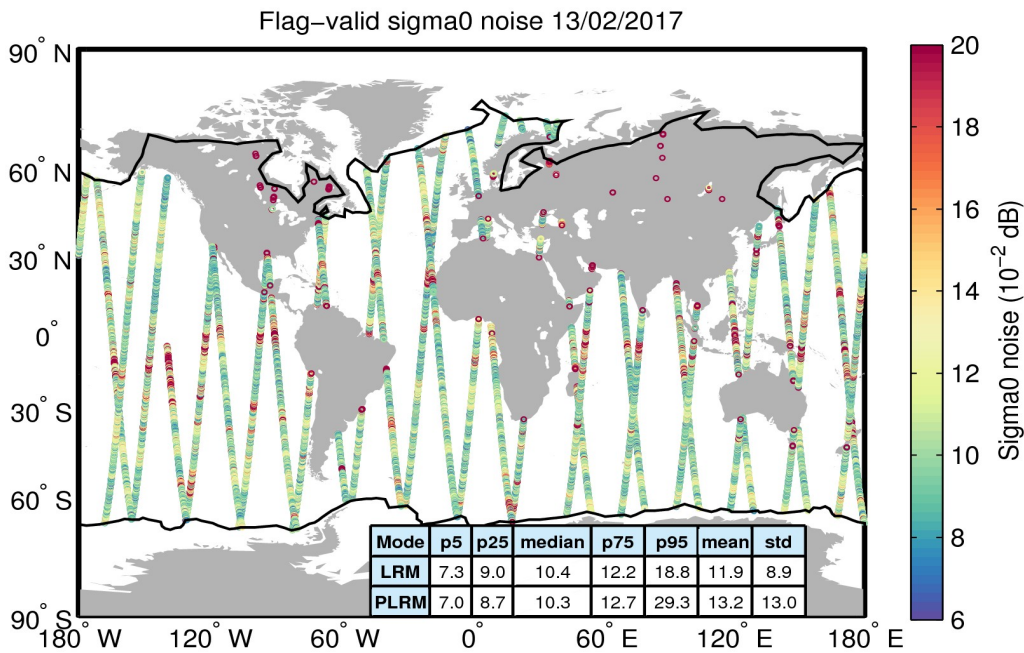 Flag−valid sigma0 noise 13/02/2017
90° N
60° N
30° N
0°
30° S
60° S
90° S
180° W
120° W
60° W
0°
60° E
120° E
180° E
Mode p5 p25 median p75 p95 mean std
LRM 7.3 9.0 10.4 12.2 18.8 11.9 8.9
PLRM 7.0 8.7 10.3 12.7 29.3 13.2 13.0
20
18
16
14
12
10
8
6
Sigma0 noise (10⁻² dB)